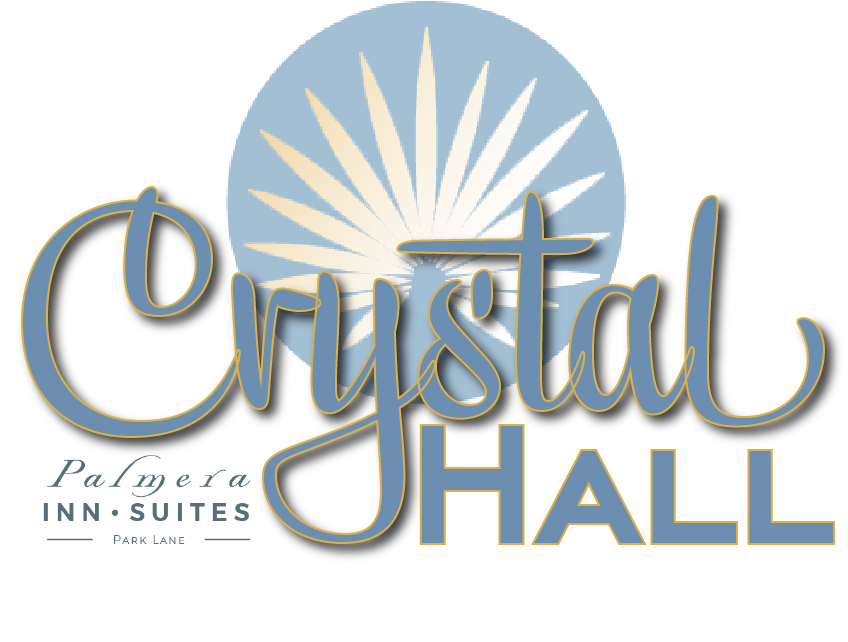 Crystal
HALL
Palmera
INN • SUITES
PARK LANE